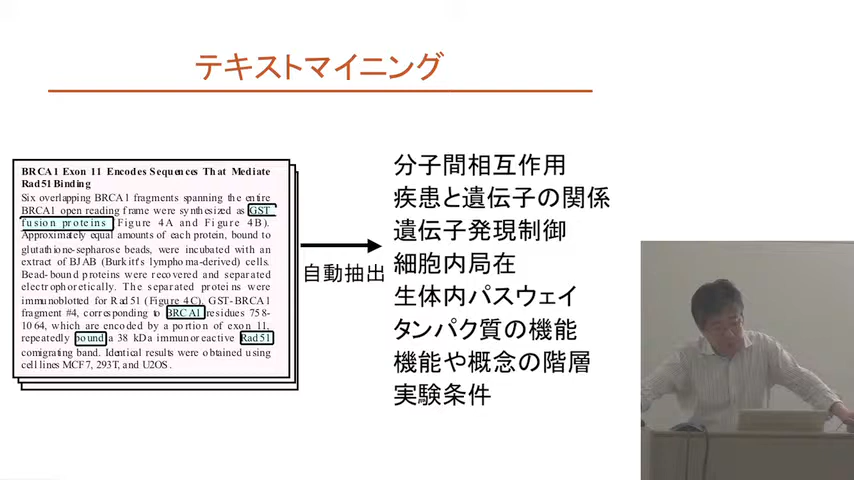 テキストマイニング
BRCA1 Exon 11 Encodes Sequences That Mediate
Rad51 Binding
Six overlapping BRCA1 fragments spanning the entire
BRCA1 open reading frame were synthesized as GST
fusion proteins (Figure 4A and Figure 4B).
Approximately equal amounts of each protein, bound to
glutathione-sepharose beads, were incubated with an
extract of BJAB (Burkitt's lymphoma-derived) cells.
Bead-bound proteins were recovered and separated
electrophoretically. The separated proteins were
immunoblotted for Rad51 (Figure 4C). GST-BRCA1
fragment #4, corresponding to BRCA1 residues 758-
1064, which are encoded by a portion of exon 11,
repeatedly bound a 38 kDa immunoreactive Rad51
comigrating band. Identical results were obtained using
cell lines MCF7, 293T, and U2OS.
自動抽出
分子間相互作用
疾患と遺伝子の関係
遺伝子発現制御
細胞内局在
生体内パスウェイ
タンパク質の機能
機能や概念の階層
実験条件